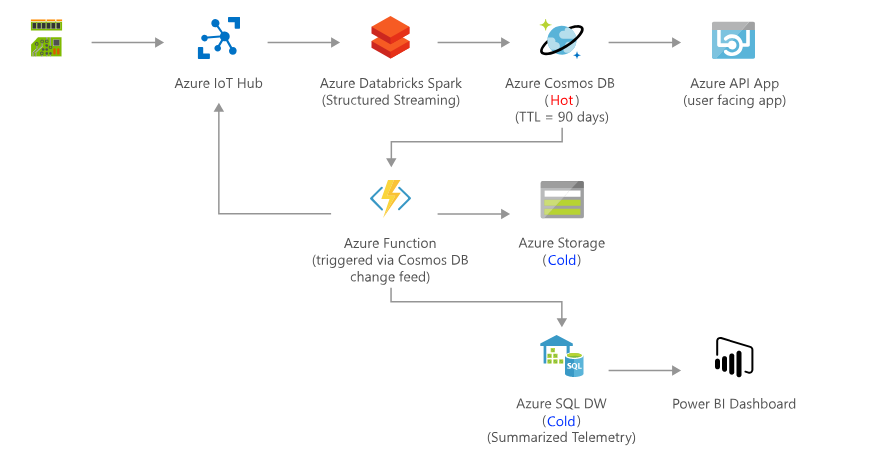 Azure IoT Hub
Azure Databricks Spark
(Structured Streaming)
Azure Cosmos DB
(Hot)
(TTL = 90 days)
Azure API App
(user facing app)
Azure Function
(triggered via Cosmos DB
change feed)
Azure Storage
(Cold)
SQL
Azure SQL DW
(Cold)
(Summarized Telemetry)
Power BI Dashboard